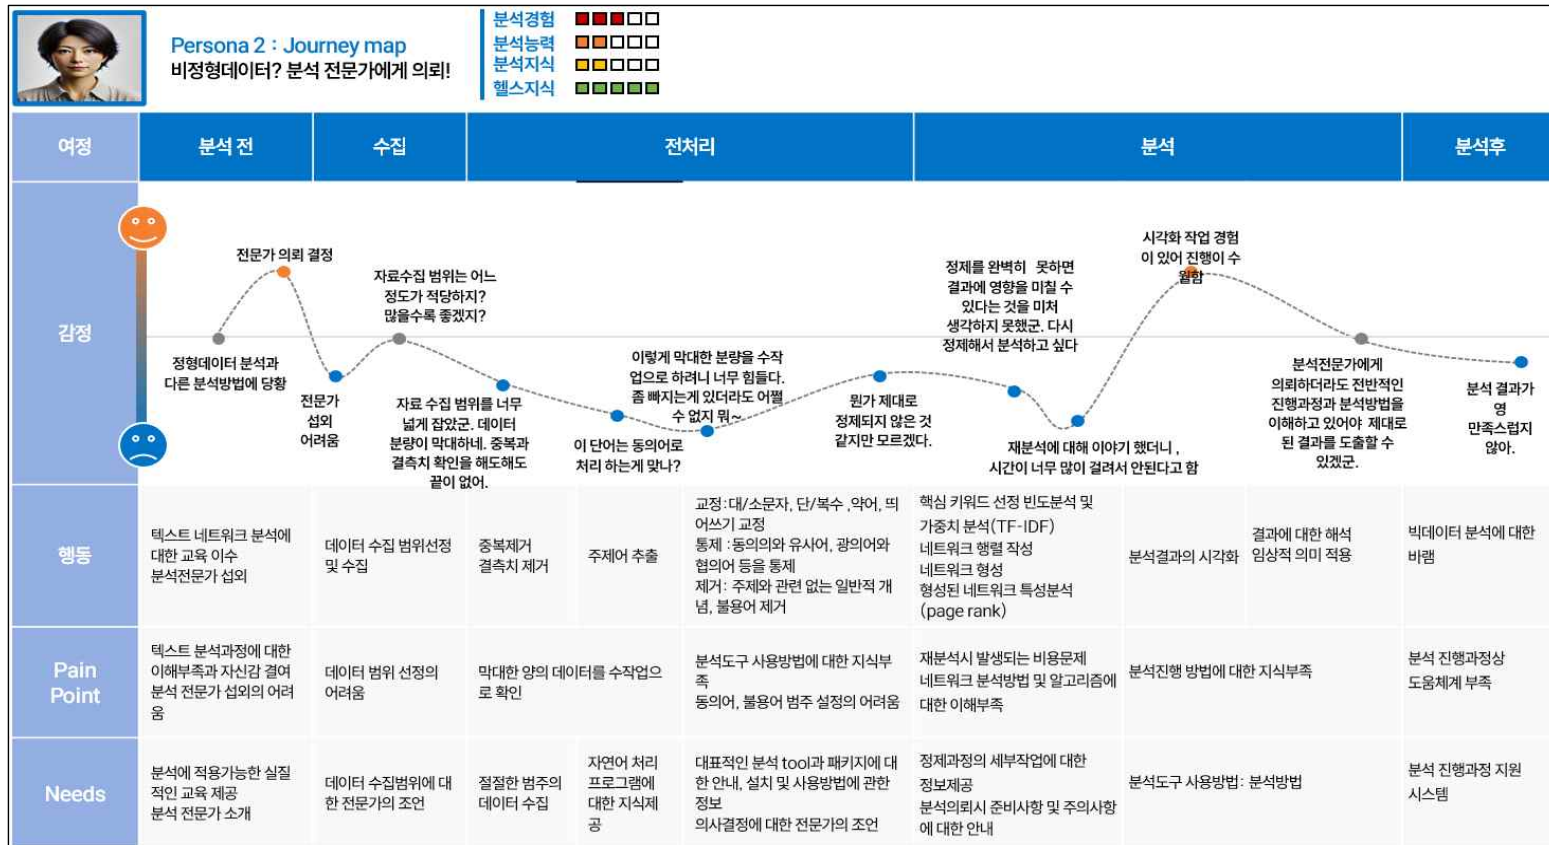 Persona 2 : Journey map
비정형데이터? 분석 전문가에게 의뢰!
분석경험
분석능력
분석지식
헬스지식
여정
분석 전
수집
전처리
분석
분석후
감정
전문가 의뢰 결정
정형데이터 분석과
다른 분석방법에 당황
전문가
섭외
어려움
자료수집 범위는 어느
정도가 적당하지?
많을수록 좋겠지?
자료 수집 범위를 너무
넓게 잡았군. 데이터
분량이 막대하네. 중복과
결측치 확인을 해도해도
끝이 없어.
이 단어는 동의어로
처리 하는게 맞나?
이렇게 막대한 분량을 수작
업으로 하려니 너무 힘들다.
좀 빠지는게 있더라도 어쩔
수 없지 뭐~
뭔가 제대로
정제되지 않은 것
같지만 모르겠다.
정제를 완벽히 못하면
결과에 영향을 미칠 수
있다는 것을 미처
생각하지 못했군. 다시
정제해서 분석하고 싶다
재분석에 대해 이야기 했더니 ,
시간이 너무 많이 걸려서 안된다고 함
시각화 작업 경험
이 있어 진행이 수
월함
분석전문가에게
의뢰하더라도 전반적인
진행과정과 분석방법을
이해하고 있어야 제대로
된 결과를 도출할 수
있겠군.
분석 결과가
영
만족스럽지
않아.
행동
텍스트 네트워크 분석에
대한 교육 이수
분석전문가 섭외
데이터 수집 범위선정
및 수집
중복제거
결측치 제거
주제어 추출
교정:대/소문자, 단/복수 ,약어, 띄
어쓰기 교정
통제 :동의의와 유사어, 광의어와
협의어 등을 통제
제거: 주제와 관련 없는 일반적 개
념, 불용어 제거
핵심 키워드 선정 빈도분석 및
가중치 분석(TF-IDF)
네트워크 행렬 작성
네트워크 형성
형성된 네트워크 특성분석
(page rank)
분석결과의 시각화
결과에 대한 해석
임상적 의미 적용
빅데이터 분석에 대한
바램
Pain
Point
텍스트 분석과정에 대한
이해부족과 자신감 결여
분석 전문가 섭외의 어려
움
데이터 범위 선정의
어려움
막대한 양의 데이터를 수작업으
로 확인
분석도구 사용방법에 대한 지식부
족
동의어, 불용어 범주 설정의 어려움
재분석시 발생되는 비용문제
네트워크 분석방법 및 알고리즘에
대한 이해부족
분석진행 방법에 대한 지식부족
분석 진행과정상
도움체계 부족
Needs
분석에 적용가능한 실질
적인 교육 제공
분석 전문가 소개
데이터 수집범위에 대
한 전문가의 조언
절절한 범주의
데이터 수집
자연어 처리
프로그램에
대한 지식제
공
대표적인 분석 tool과 패키지에 대
한 안내, 설치 및 사용방법에 관한
정보
의사결정에 대한 전문가의 조언
정제과정의 세부작업에 대한
정보제공
분석의뢰시 준비사항 및 주의사항
에 대한 안내
분석도구 사용방법: 분석방법
분석 진행과정 지원
시스템